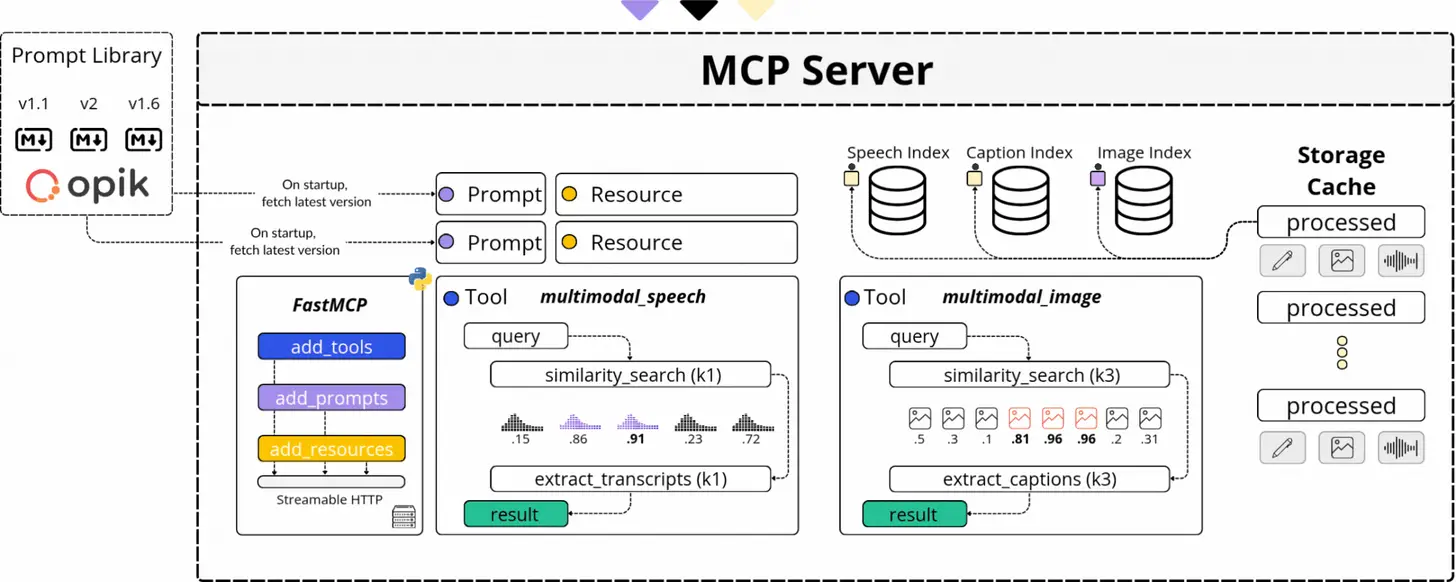 Prompt Library
v1.1 v2 v1.6
M M M
opik
MCP Server
On startup,
fetch latest version
On startup,
fetch latest version
Prompt
Resource
Prompt
Resource
Speech Index
Caption Index
Image Index
Storage
Cache
processed
processed
processed
FastMCP
add_tools
add_prompts
add_resources
Streamable HTTP
Tool multimodal_speech
query
similarity_search (k1)
.15 .86 .91 .23 .72
extract_transcripts (k1)
result
Tool multimodal_image
query
similarity_search (k3)
.5 .3 .1 .81 .96 .96 .2 .31
extract_captions (k3)
result